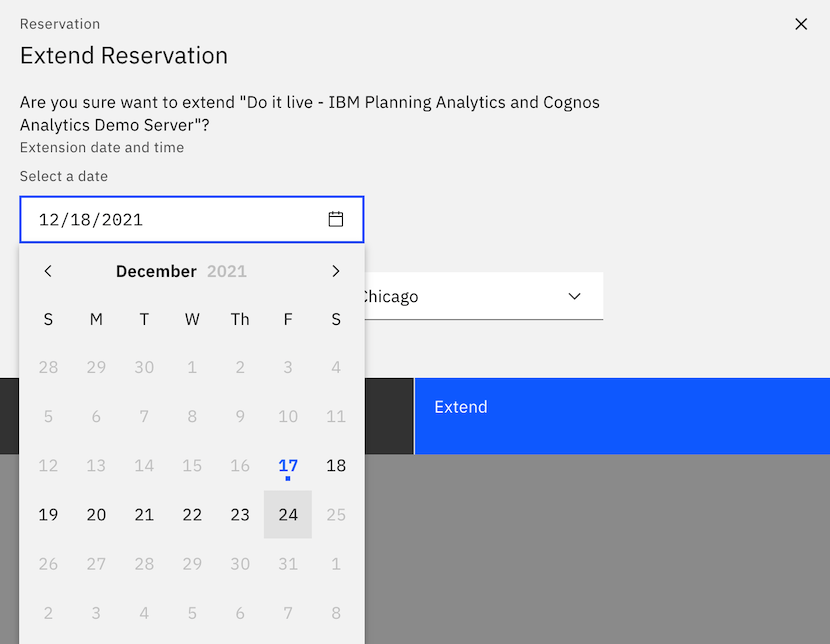 Reservation
Extend Reservation
Are you sure want to extend "Do it live - IBM Planning Analytics and Cognos
Analytics Demo Server"?
Extension date and time
Select a date
12/18/2021
December 2021
Chicago
S M T W Th F S
28 29 30 1 2 3 4
Extend
5 6 7 8 9 10 11
12 13 14 15 16 17 18
19 20 21 22 23 24 25
26 27 28 29 30 31 1
2 3 4 5 6 7 8